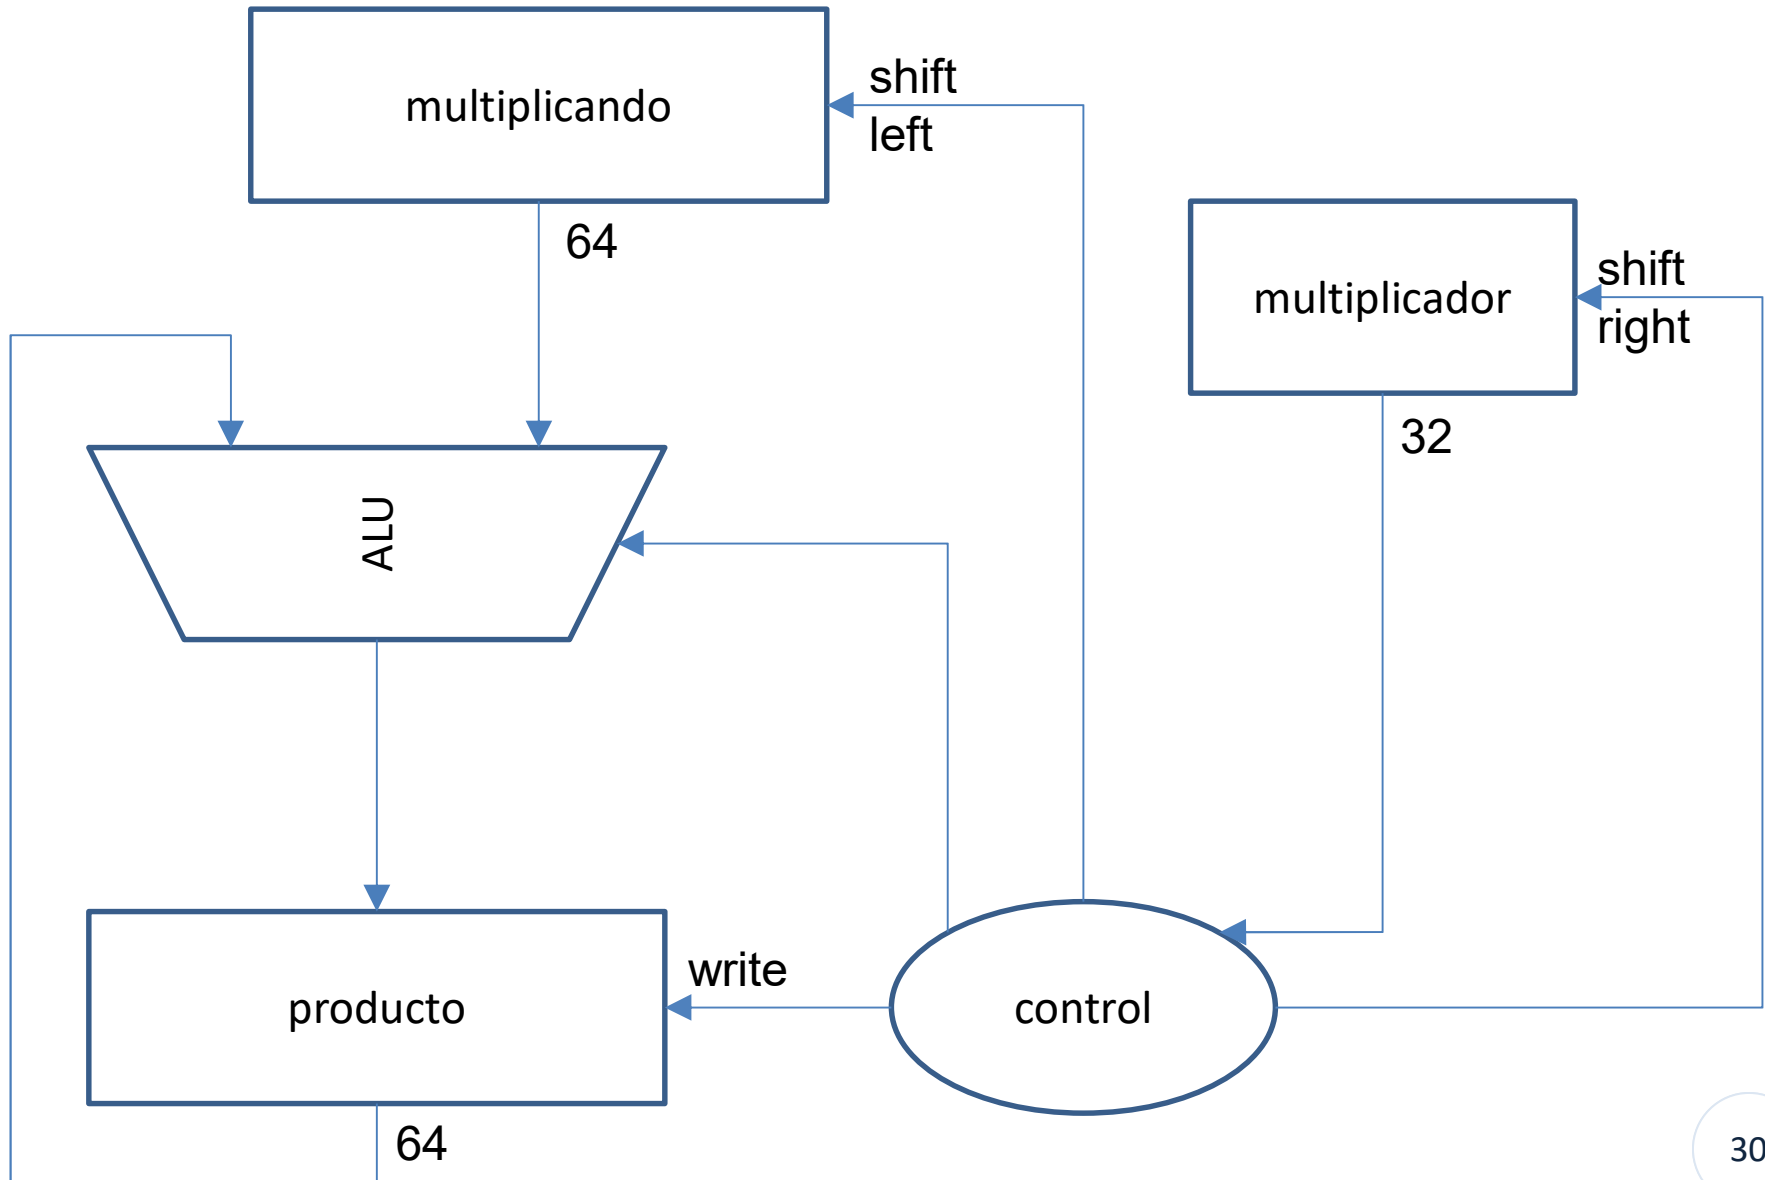 multiplicando
shift
left
64
multiplicador
shift
right
32
ALU
write
producto
control
64
30